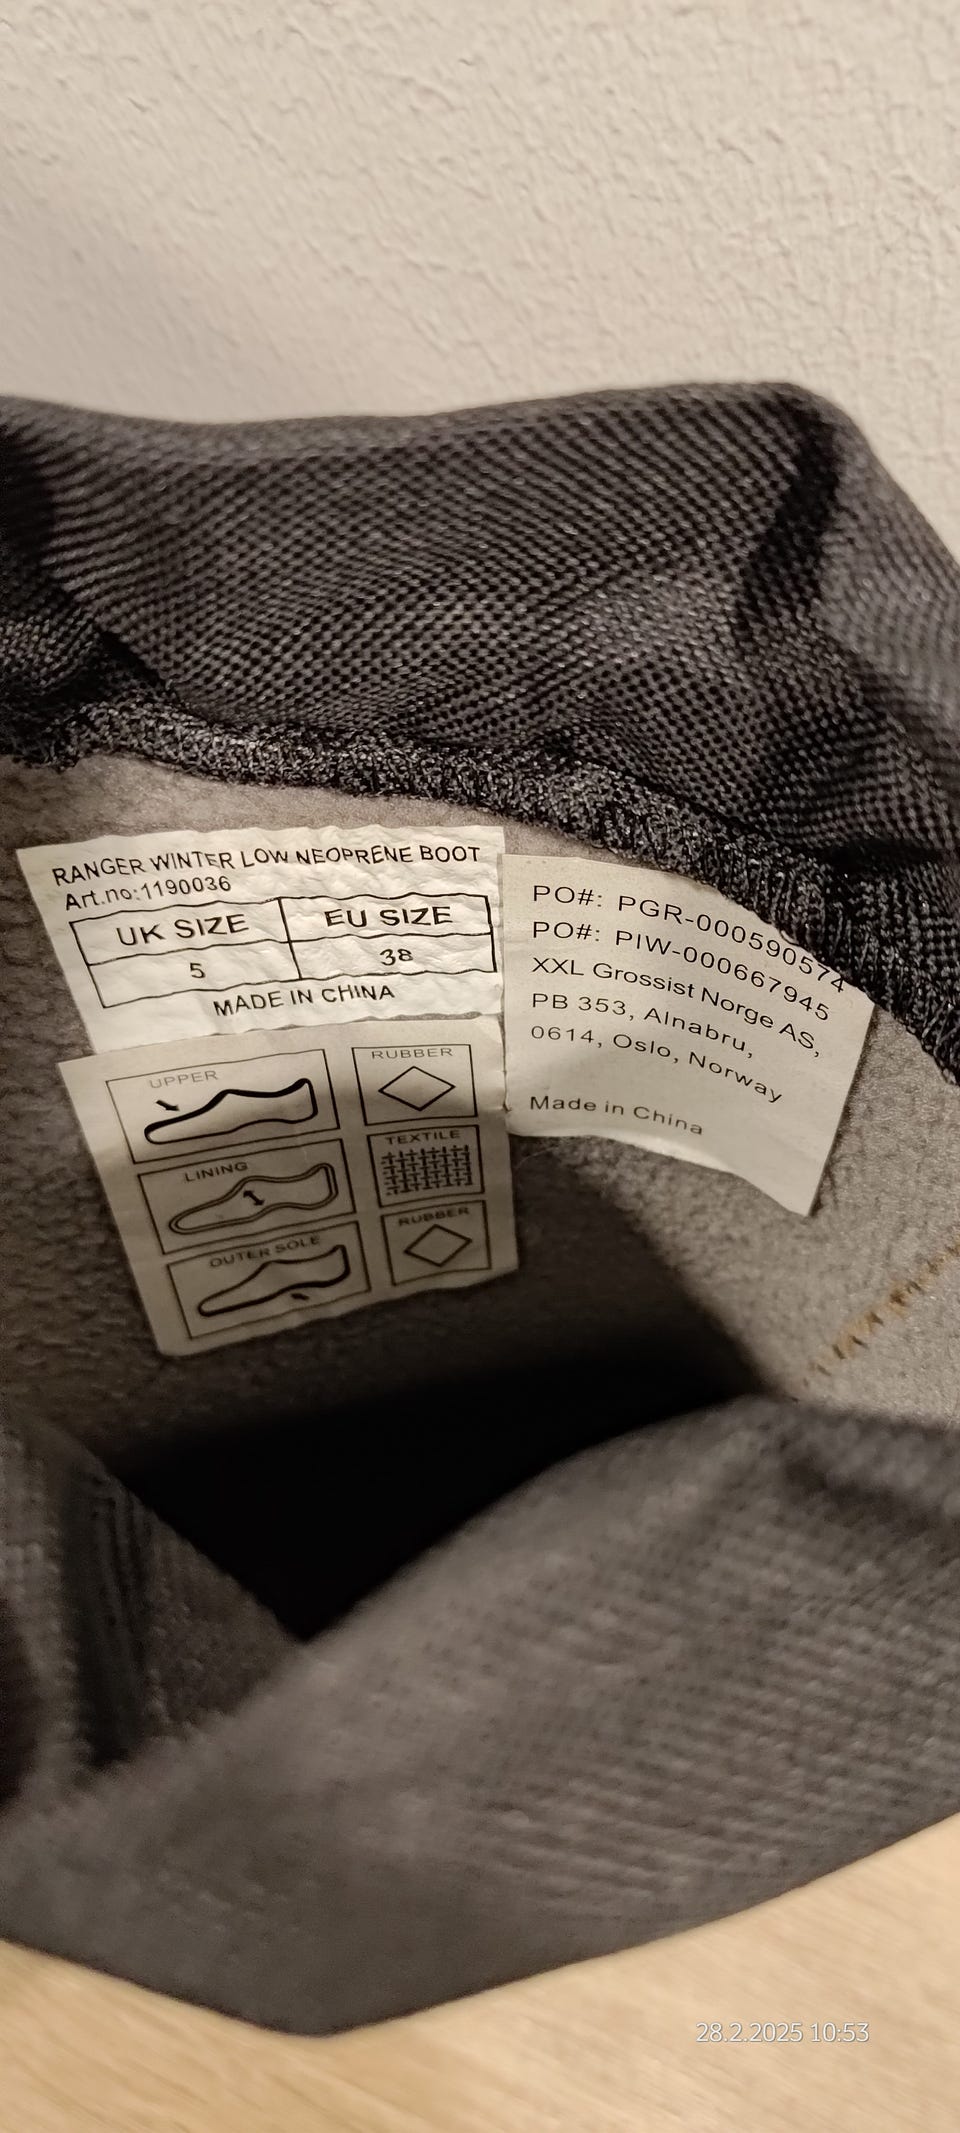 RANGER WINTER LOW NEOPRENE BOOT
Art.no:1190036
UK SIZE EU SIZE
5 38
MADE IN CHINA
UPPER RUBBER
LINING TEXTILE
OUTER SOLE RUBBER
PO#: PGR-000590574
PO#: PIW-000667945
XXL Grossist Norge AS,
PB 353, Alnabru,
0614, Oslo, Norway
Made in China
28.2.2025 10:53